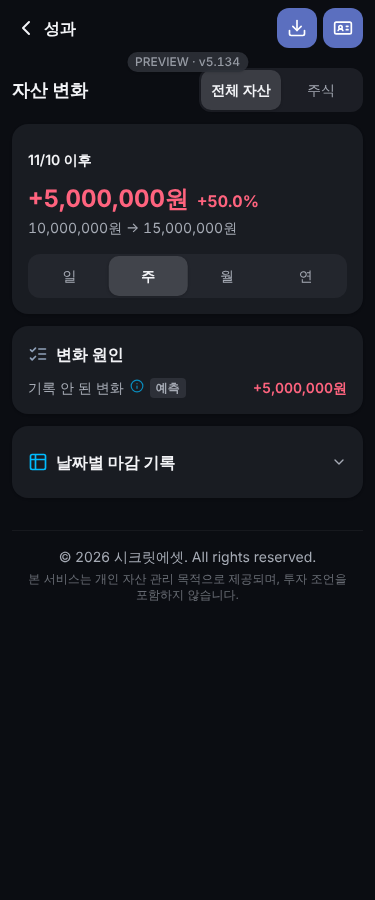 성과
PREVIEW · v5.134
자산 변화
전체 자산
주식
11/10 이후
+5,000,000원 +50.0%
10,000,000원 → 15,000,000원
일 주 월 연
변화 원인
기록 안 된 변화 예측 +5,000,000원
날짜별 마감 기록
© 2026 시크릿에셋. All rights reserved.
본 서비스는 개인 자산 관리 목적으로 제공되며, 투자 조언을
포함하지 않습니다.